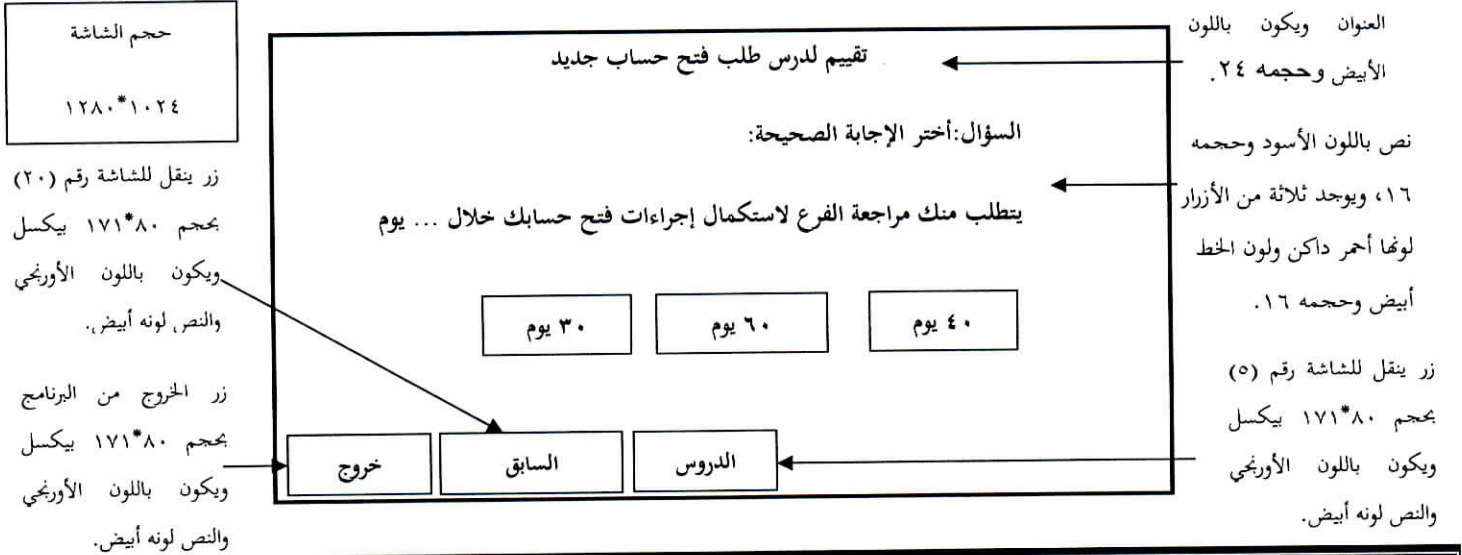 حجم الشاشة
١٠٢٤*١٢٨٠
العنوان ويكون باللون
الأبيض وحجمه ٢٤.
تقييم لدرس طلب فتح حساب جديد
السؤال:أختر الإجابة الصحيحة:
يتطلب منك مراجعة الفرع لاستكمال إجراءات فتح حسابك خلال ... يوم
٤٠ يوم
٦٠ يوم
٣٠ يوم
الدروس
السابق
خروج
نص باللون الأسود وحجمه
١٦، ويوجد ثلاثة من الأزرار
لونها أحمر داكن ولون الخط
أبيض وحجمه ١٦.
زر ينقل للشاشة رقم (٥)
بحجم ٨٠*١٧١ بيكسل
ويكون باللون الأورنجي
والنص لونه أبيض.
زر ينقل للشاشة رقم (٢٠)
بحجم ٨٠*١٧١ بيكسل
ويكون باللون الأورنجي
والنص لونه أبيض.
زر الخروج من البرنامج
بحجم ٨٠*١٧١ بيكسل
ويكون باللون الأورنجي
والنص لونه أبيض.